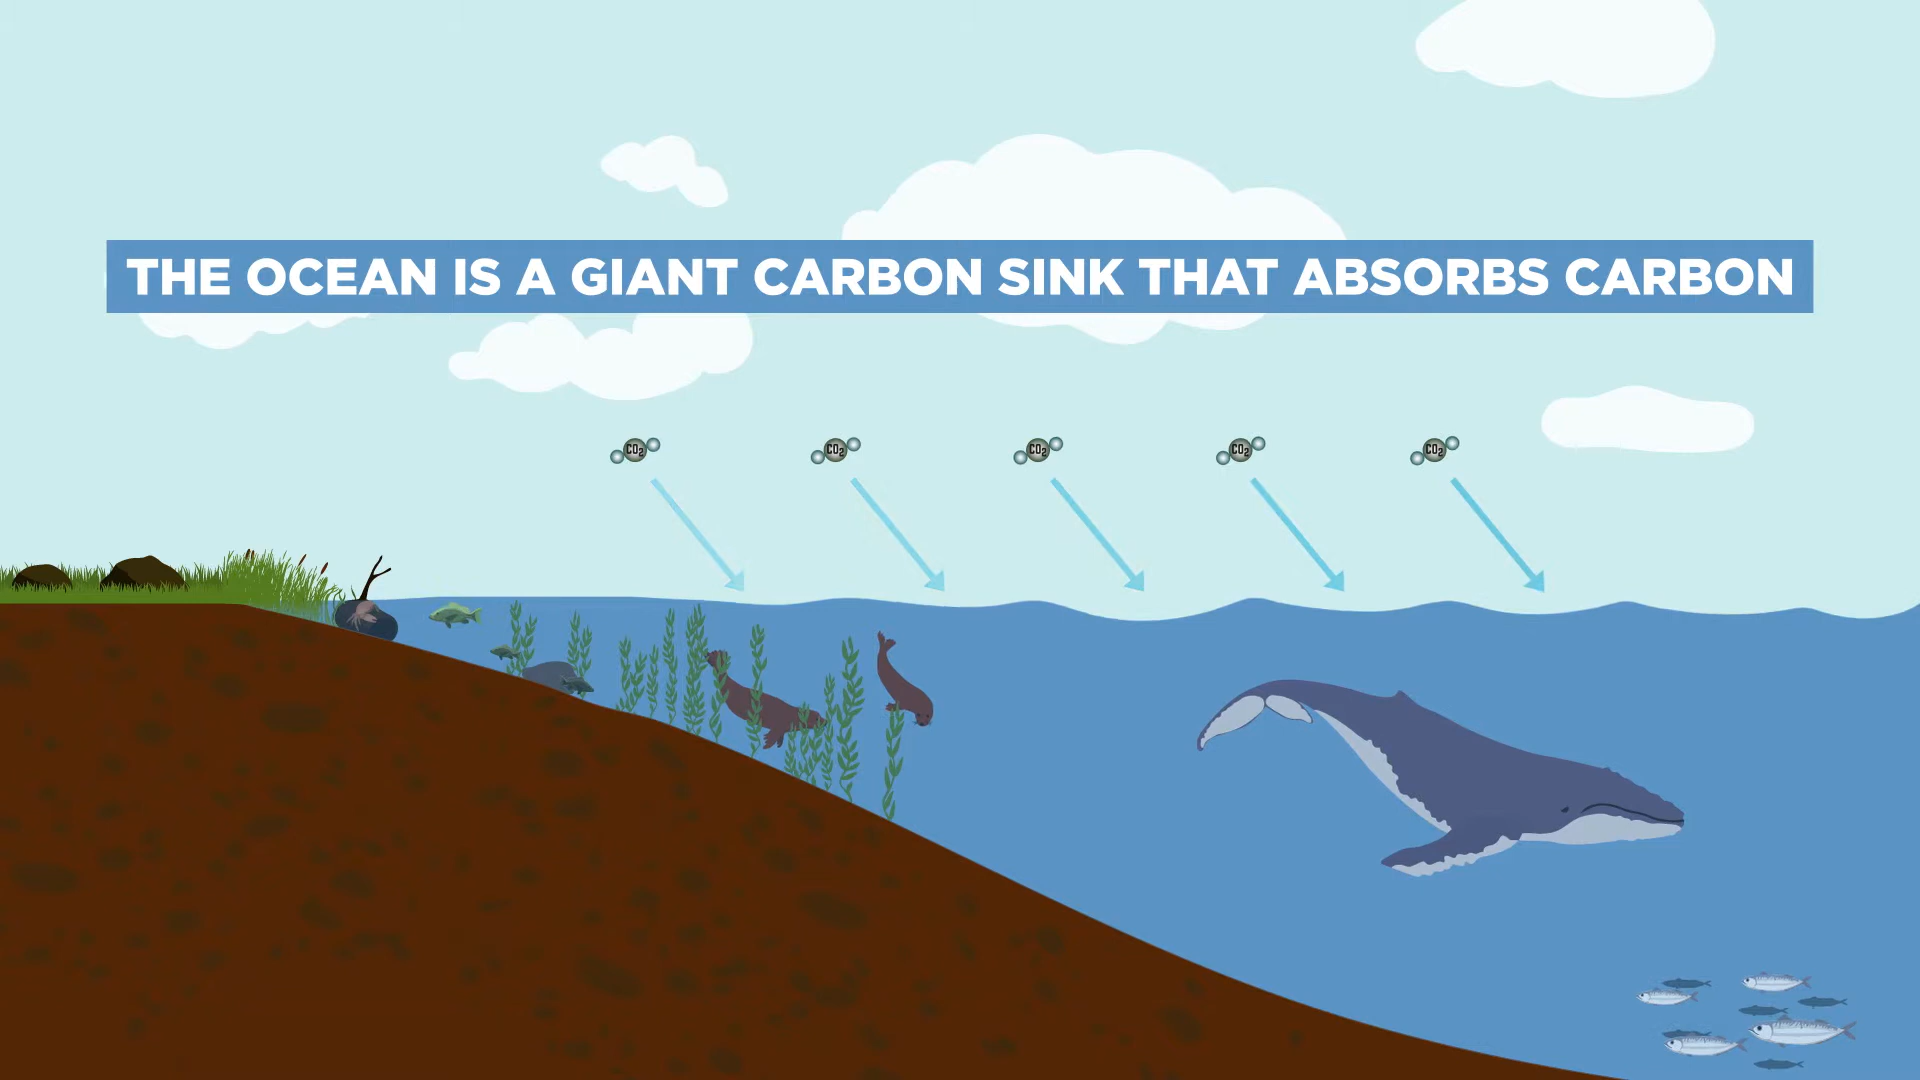 THE OCEAN IS A GIANT CARBON SINK THAT ABSORBS CARBON
CO₂ CO₂ CO₂ CO₂ CO₂